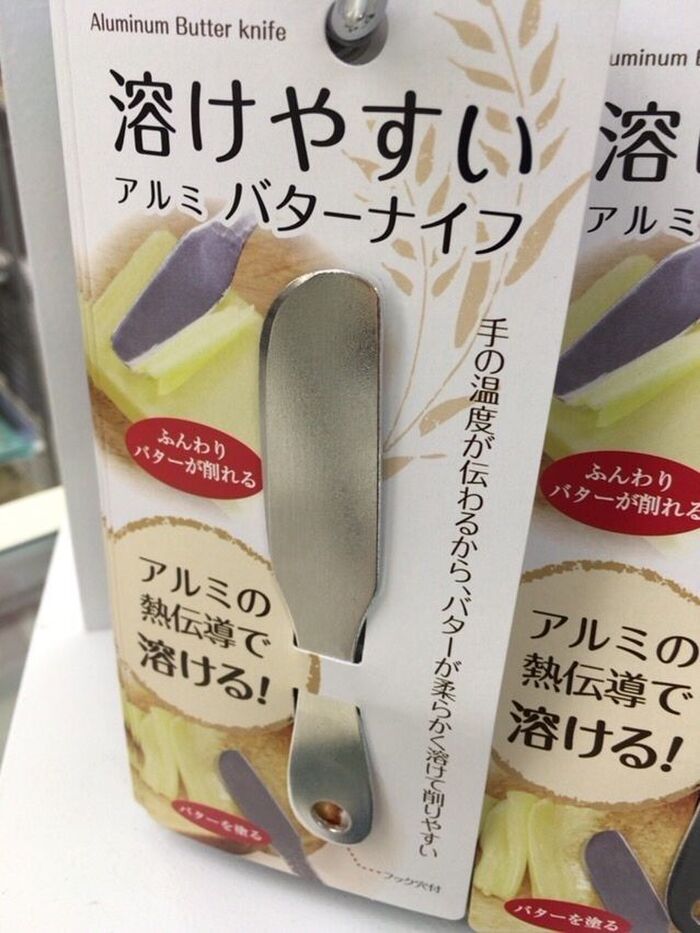 Aluminum Butter knife
溶けやすい
アルミ バターナイフ
手の温度が伝わるから、バターが柔らかく溶けて削りやすい
ふんわり
バターが削れる
アルミの
熱伝導で
溶ける!
バターを塗る
フック穴付
uminum
溶
アルミ
ふんわり
バターが削れる
アルミの
熱伝導で
溶ける!
バターを塗る